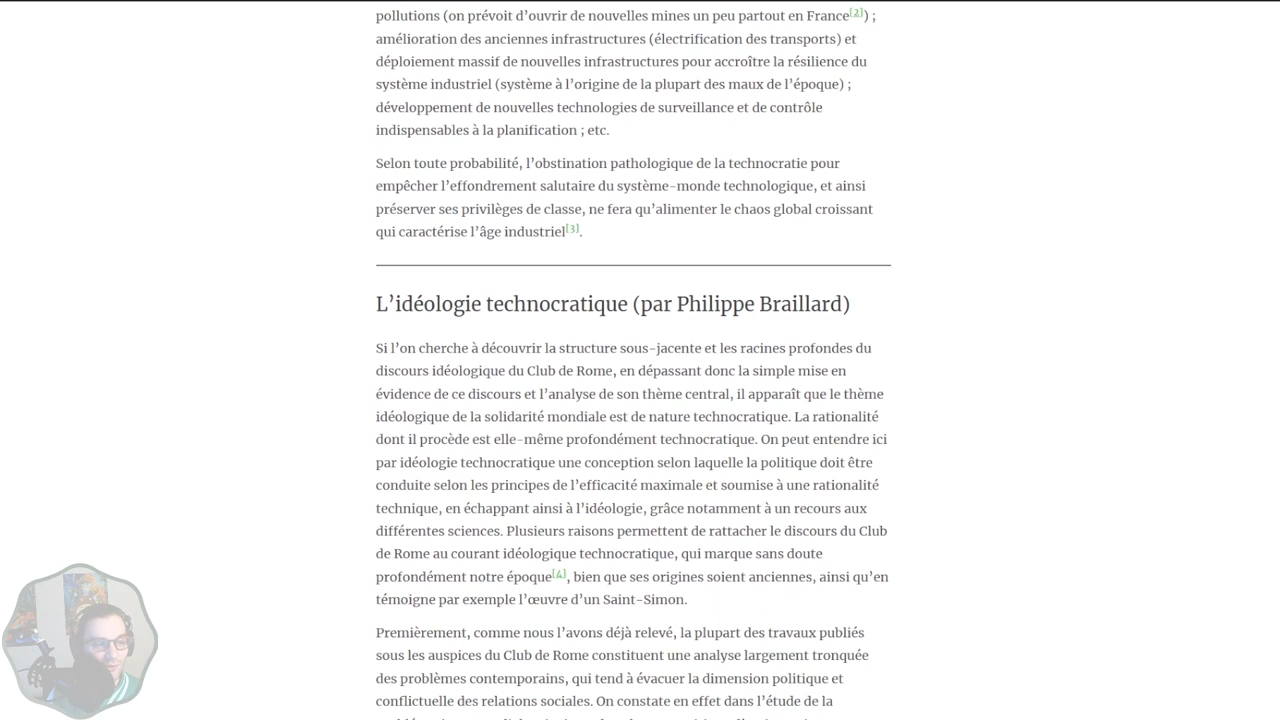 pollutions (on prévoit d’ouvrir de nouvelles mines un peu partout en France[2]) ;
amélioration des anciennes infrastructures (électrification des transports) et
déploiement massif de nouvelles infrastructures pour accroître la résilience du
système industriel (système à l’origine de la plupart des maux de l’époque) ;
développement de nouvelles technologies de surveillance et de contrôle
indispensables à la planification ; etc.
Selon toute probabilité, l’obstination pathologique de la technocratie pour
empêcher l’effondrement salutaire du système-monde technologique, et ainsi
préserver ses privilèges de classe, ne fera qu’alimenter le chaos global croissant
qui caractérise l’âge industriel[3].
L’idéologie technocratique (par Philippe Braillard)
Si l’on cherche à découvrir la structure sous-jacente et les racines profondes du
discours idéologique du Club de Rome, en dépassant donc la simple mise en
évidence de ce discours et l’analyse de son thème central, il apparaît que le thème
idéologique de la solidarité mondiale est de nature technocratique. La rationalité
dont il procède est elle-même profondément technocratique. On peut entendre ici
par idéologie technocratique une conception selon laquelle la politique doit être
conduite selon les principes de l’efficacité maximale et soumise à une rationalité
technique, en échappant ainsi à l’idéologie, grâce notamment à un recours aux
différentes sciences. Plusieurs raisons permettent de rattacher le discours du Club
de Rome au courant idéologique technocratique, qui marque sans doute
profondément notre époque[4], bien que ses origines soient anciennes, ainsi qu’en
témoigne par exemple l’œuvre d’un Saint-Simon.
Premièrement, comme nous l’avons déjà relevé, la plupart des travaux publiés
sous les auspices du Club de Rome constituent une analyse largement tronquée
des problèmes contemporains, qui tend à évacuer la dimension politique et
conflictuelle des relations sociales. On constate en effet dans l’étude de la